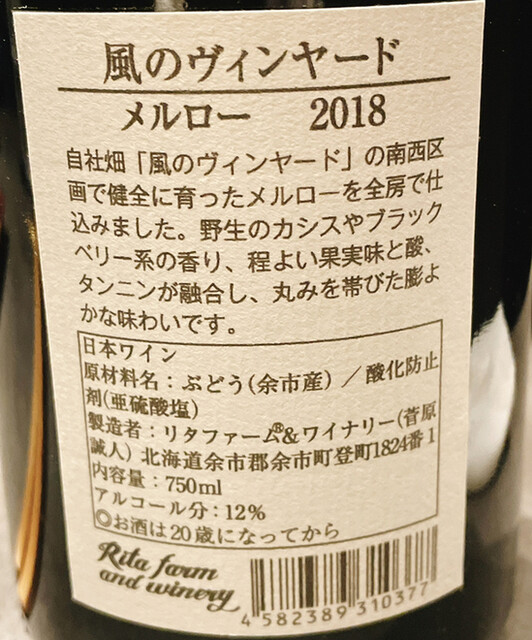 風のヴィンヤード
メルロー 2018
自社畑「風のヴィンヤード」の南西区
画で健全に育ったメルローを全房で仕
込みました。野生のカシスやブラック
ベリー系の香り、程よい果実味と酸、
タンニンが融合し、丸みを帯びた膨よ
かな味わいです。
日本ワイン
原材料名：ぶどう(余市産)／酸化防止
剤(亜硫酸塩)
製造者：リタファーム®&ワイナリー(菅原
誠人) 北海道余市郡余市町登町1824番1
内容量：750ml
アルコール分：12%
◎お酒は20歳になってから
Rita farm
and winery
4 582389 310377